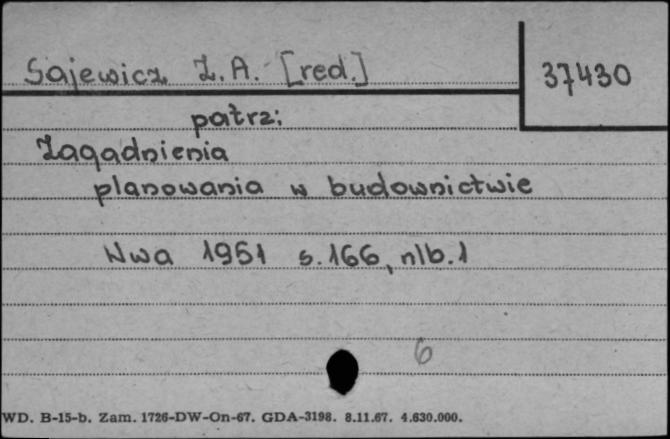 Sajewicz Z. A. [red.]
37430
patrz:
Zagadnienia
planowania w budownictwie
Wwa 1951 s. 166, nlb. 1
6
WD. B-15-b. Zam. 1726-DW-On-67. GDA-3198. 8.11.67. 4.630.000.